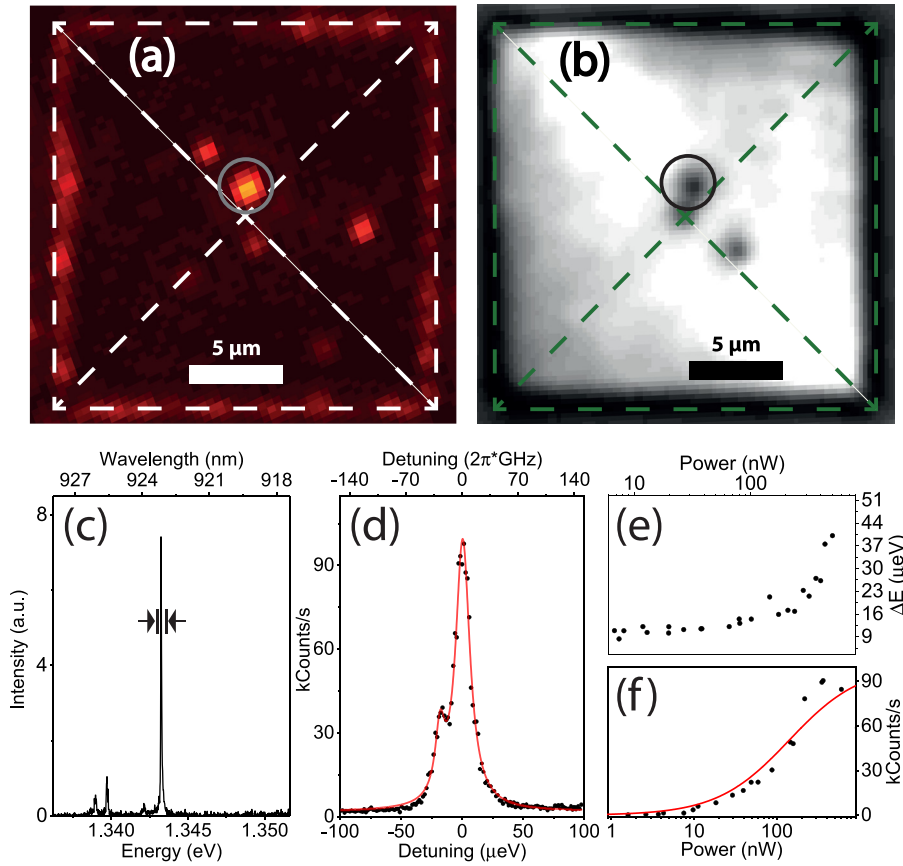 (a)
5 μm
(b)
5 μm
Wavelength (nm)
927 924 921 918
(c)
Intensity (a.u.)
8
4
0
1.340 1.345 1.350
Energy (eV)
Detuning (2π*GHz)
-140 -70 0 70 140
(d)
kCounts/s
90
60
30
0
-100 -50 0 50 100
Detuning (μeV)
Power (nW)
10 100
(e)
51
44
37
30
23
16
9
ΔE (μeV)
(f)
90
60
30
0
kCounts/s
1 10 100
Power (nW)